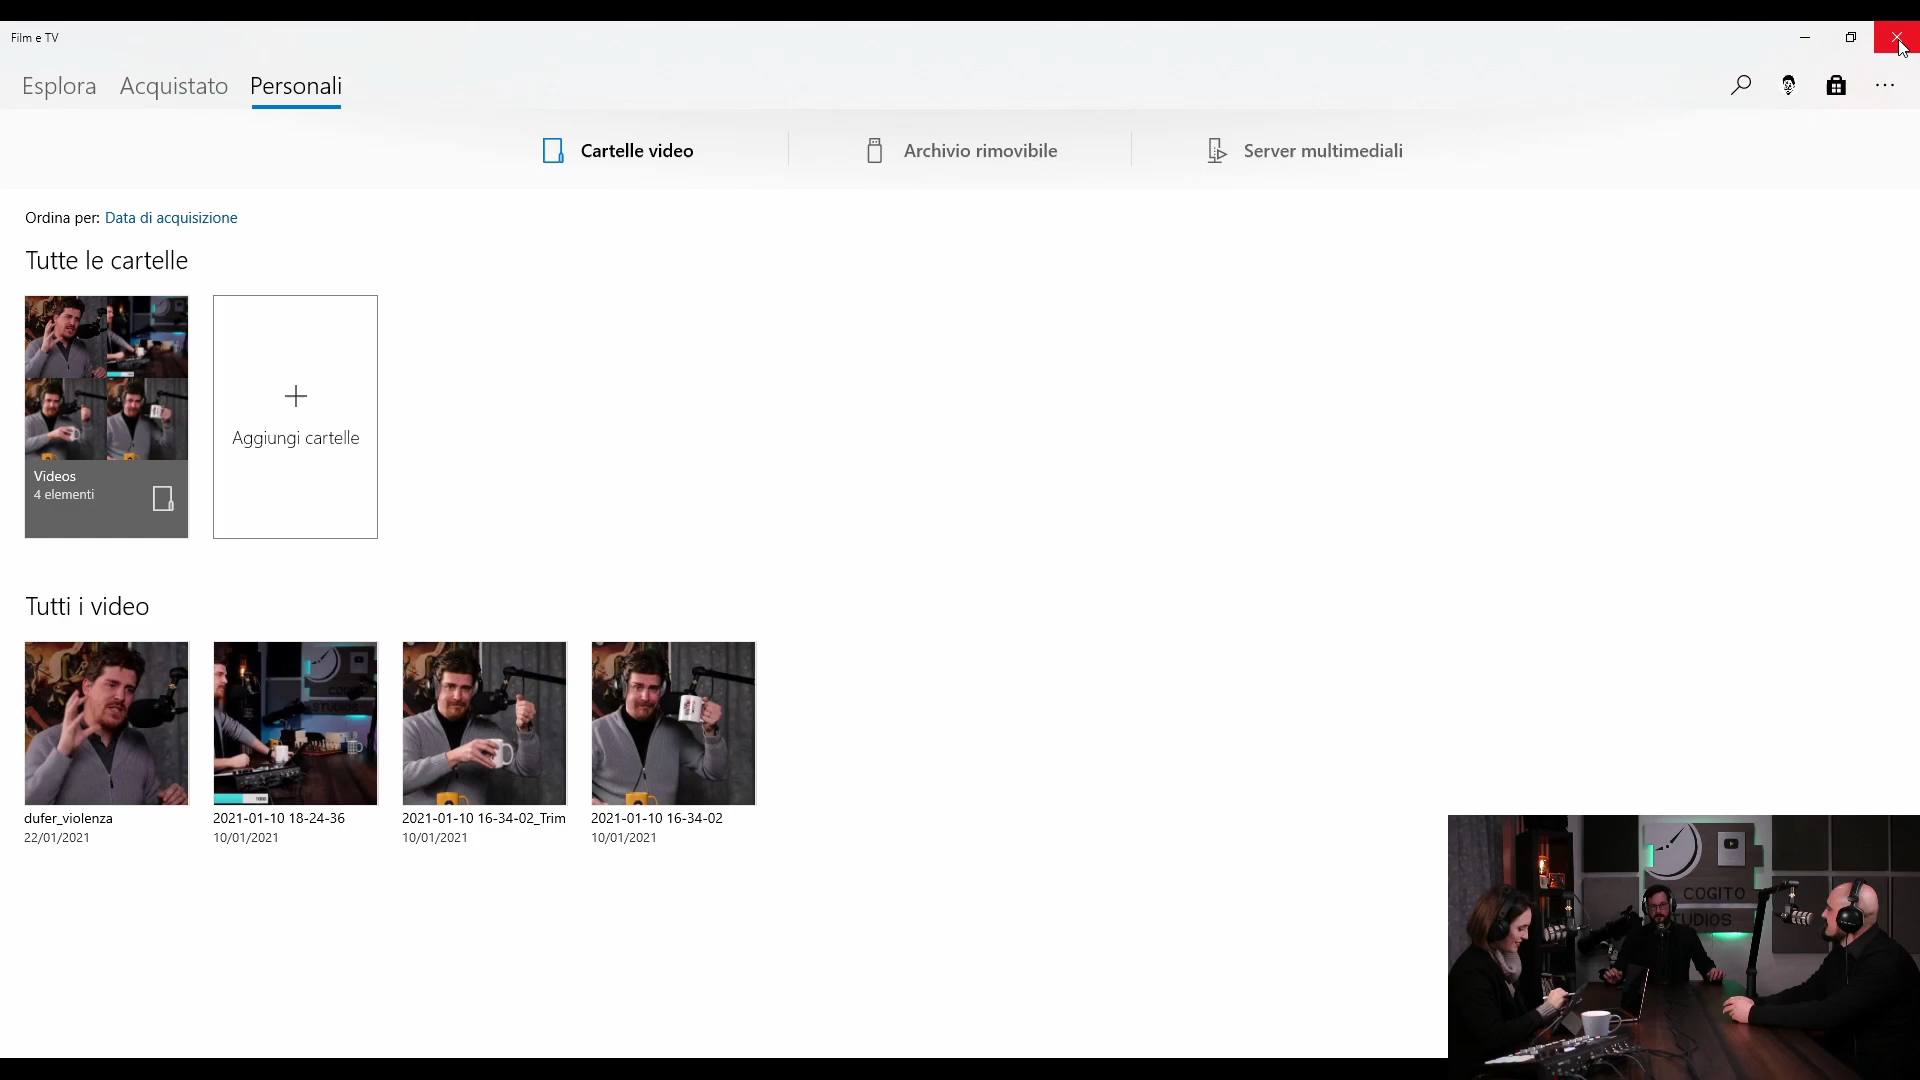 Film e TV
Esplora Acquistato Personali
Cartelle video Archivio rimovibile Server multimediali
Ordina per: Data di acquisizione
Tutte le cartelle
Videos
4 elementi
Aggiungi cartelle
Tutti i video
COGITO
STUDIOS
dufer_violenza
22/01/2021
2021-01-10 18-24-36
10/01/2021
2021-01-10 16-34-02_Trim
10/01/2021
2021-01-10 16-34-02
10/01/2021
COGITO
TUDIOS